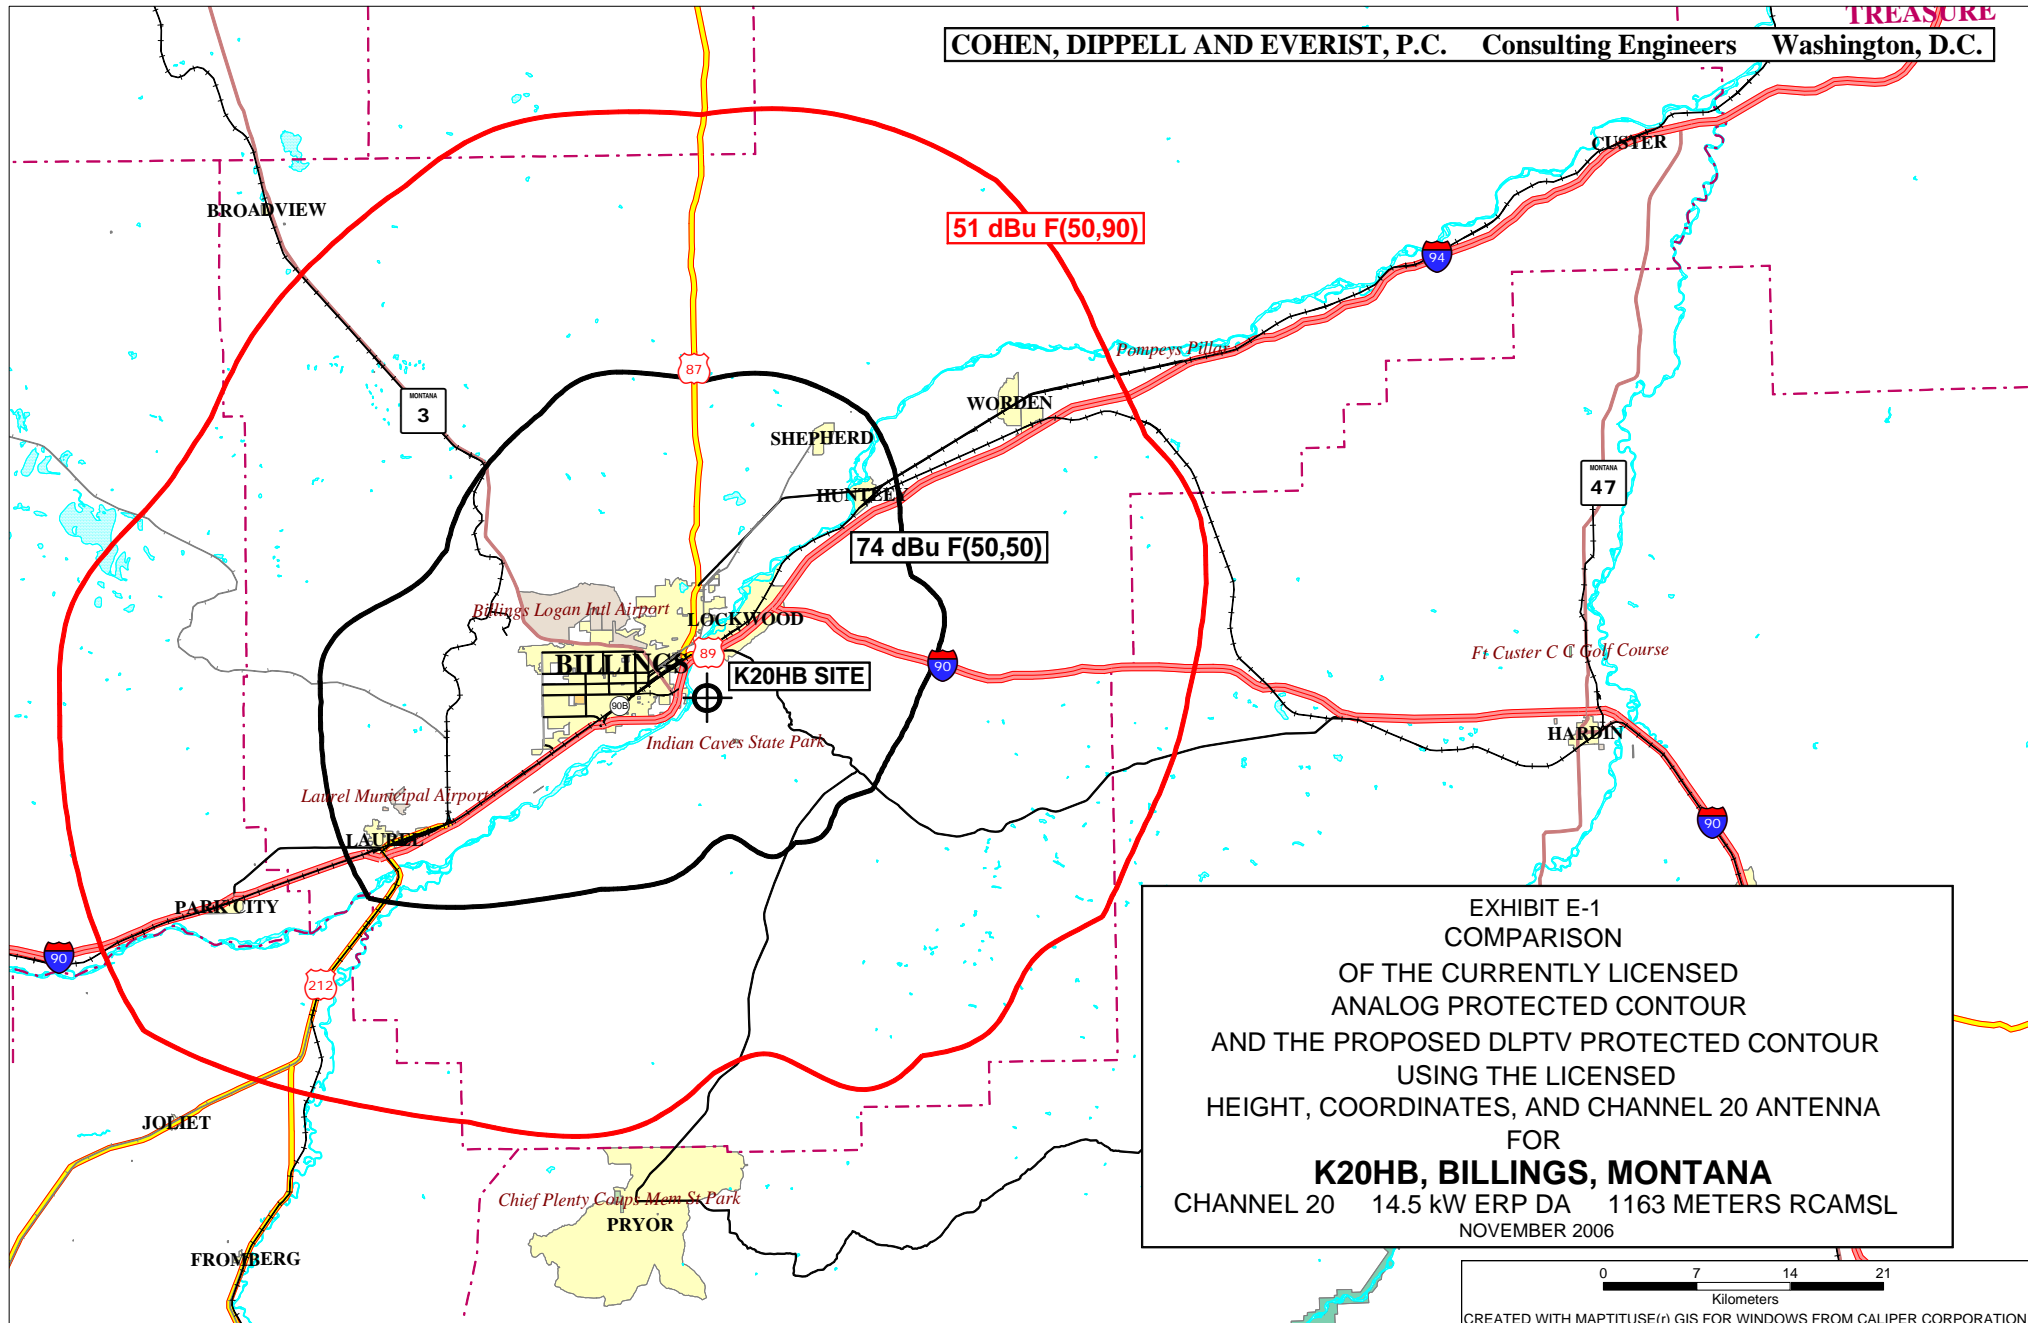 TREASURE
COHEN, DIPPELL AND EVERIST, P.C. Consulting Engineers Washington, D.C.
CUSTER
BROADVIEW
51 dBu F(50,90)
94
Pompeys Pillar
87
MONTANA
3
WORDEN
SHEPHERD
HUNTLEY
MONTANA
47
74 dBu F(50,50)
Billings Logan Intl Airport
LOCKWOOD
89
BILLINGS
K20HB SITE
90
Ft Custer C C Golf Course
90B
HARDIN
Indian Caves State Park
Laurel Municipal Airport
90
LAUREL
PARK CITY
90
212
JOLIET
Chief Plenty Coups Mem St Park
PRYOR
FROMBERG
EXHIBIT E-1
COMPARISON
OF THE CURRENTLY LICENSED
ANALOG PROTECTED CONTOUR
AND THE PROPOSED DLPTV PROTECTED CONTOUR
USING THE LICENSED
HEIGHT, COORDINATES, AND CHANNEL 20 ANTENNA
FOR
K20HB, BILLINGS, MONTANA
CHANNEL 20 14.5 kW ERP DA 1163 METERS RCAMSL
NOVEMBER 2006
0 7 14 21
Kilometers
CREATED WITH MAPTITUSE(r) GIS FOR WINDOWS FROM CALIPER CORPORATION